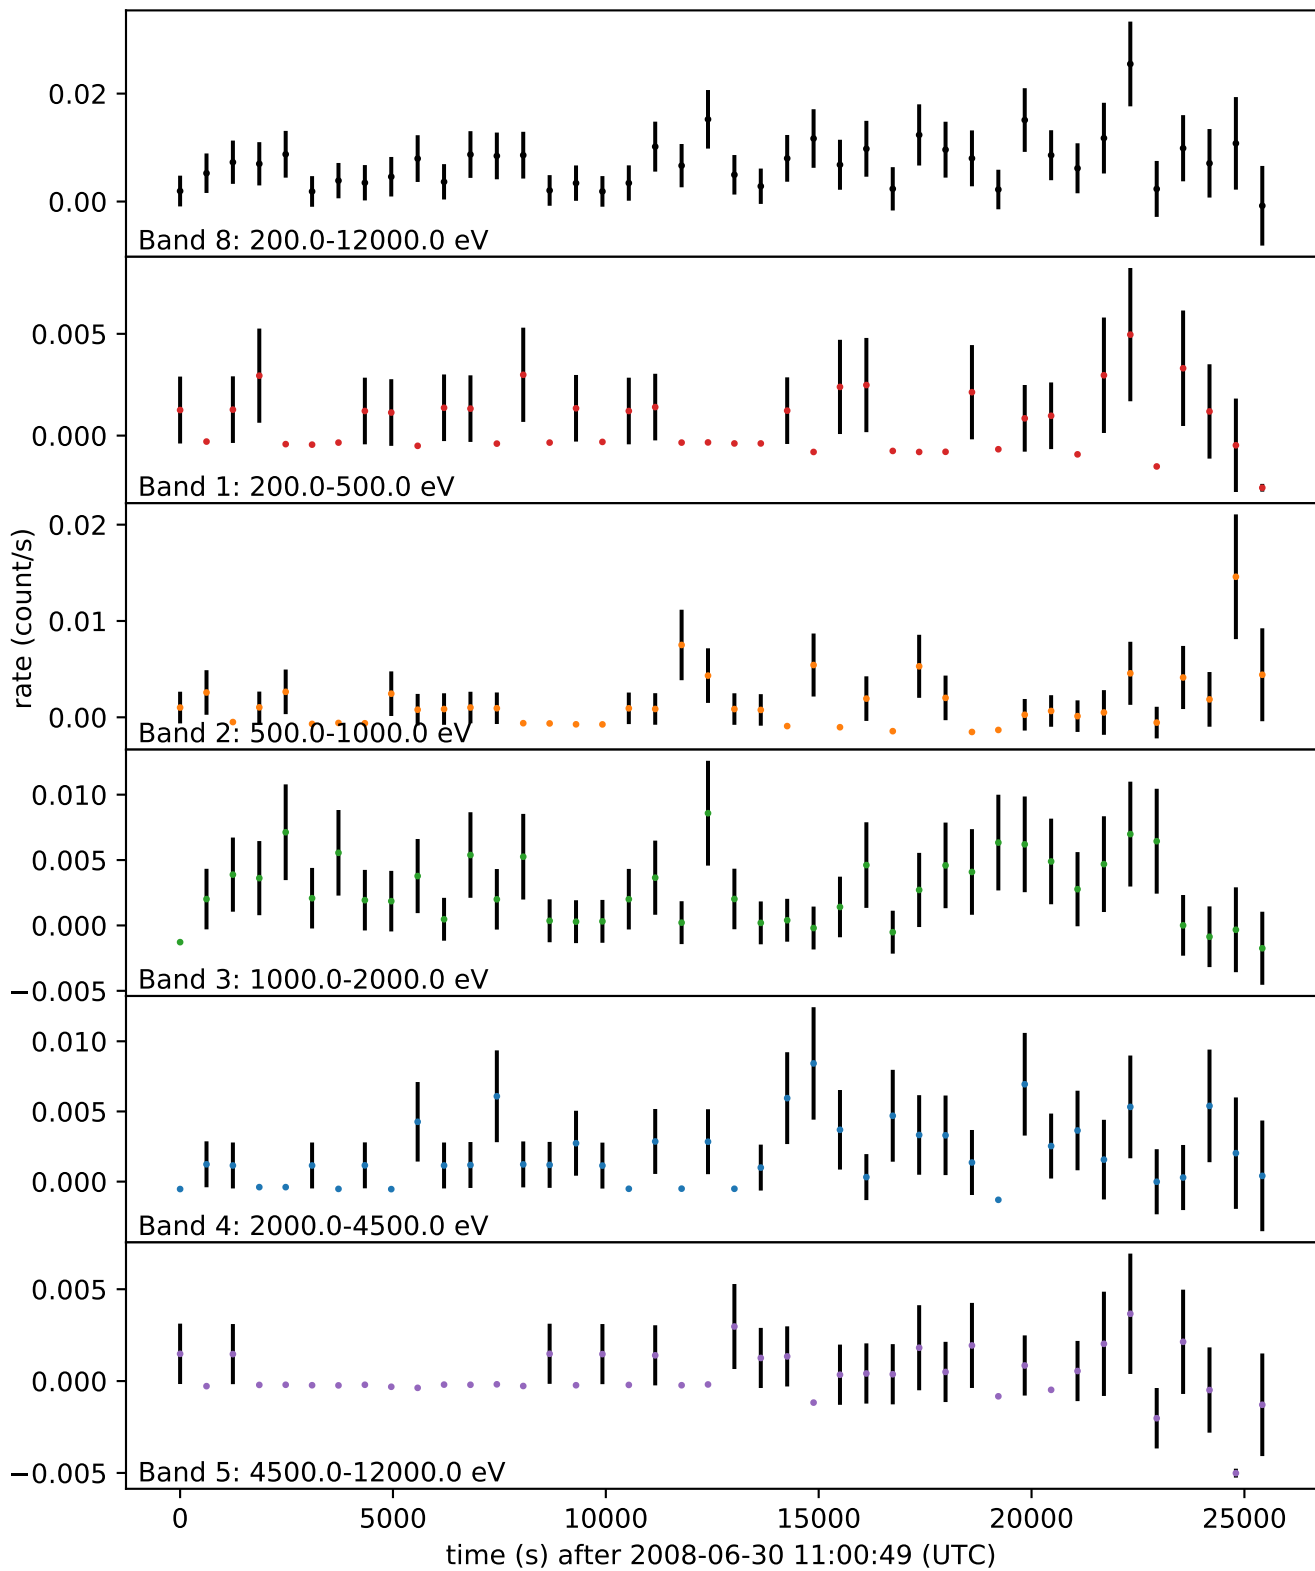 0.02
0.00
Band 8: 200.0-12000.0 eV
0.005
0.000
Band 1: 200.0-500.0 eV
0.02
0.01
0.00
Band 2: 500.0-1000.0 eV
rate (count/s)
0.010
0.005
0.000
−0.005
Band 3: 1000.0-2000.0 eV
0.010
0.005
0.000
Band 4: 2000.0-4500.0 eV
0.005
0.000
−0.005
Band 5: 4500.0-12000.0 eV
0 5000 10000 15000 20000 25000
time (s) after 2008-06-30 11:00:49 (UTC)